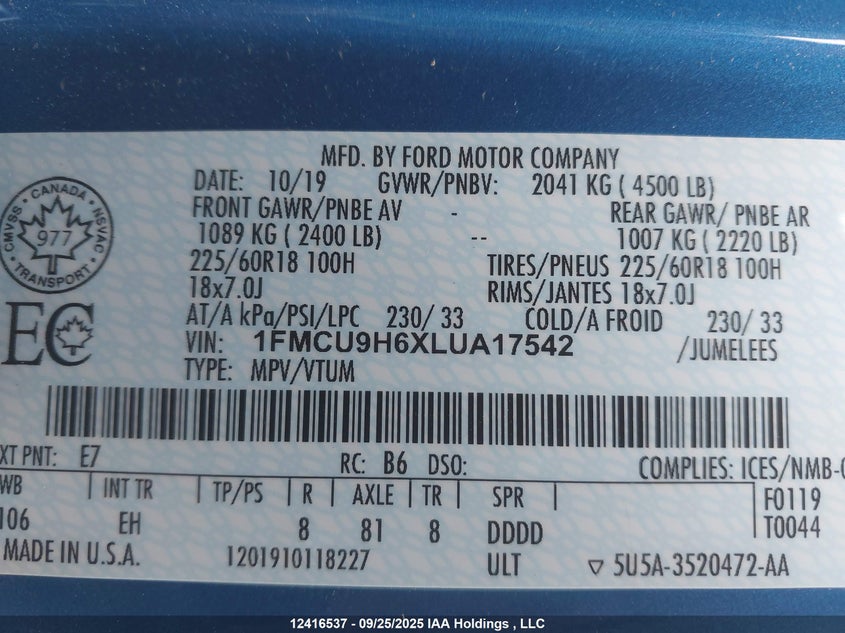 MFD. BY FORD MOTOR COMPANY
DATE: 10/19 GVWR/PNBV: 2041 KG ( 4500 LB)
FRONT GAWR/PNBE AV - REAR GAWR/ PNBE AR
1089 KG ( 2400 LB) -- 1007 KG ( 2220 LB)
225/60R18 100H TIRES/PNEUS 225/60R18 100H
18x7.0J RIMS/JANTES 18x7.0J
AT/A kPa/PSI/LPC 230/ 33 COLD/A FROID 230/ 33
VIN: 1FMCU9H6XLUA17542 /JUMELEES
TYPE: MPV/VTUM
CANADA
CMVSS NSVAC
977
TRANSPORT
EC
XT PNT: E7 RC: B6 DSO: COMPLIES: ICES/NMB-
WB INT TR TP/PS R AXLE TR SPR F0119
106 EH 8 81 8 DDDD T0044
MADE IN U.S.A. 1201910118227 ULT ▽ 5U5A-3520472-AA
12416537 - 09/25/2025 IAA Holdings , LLC